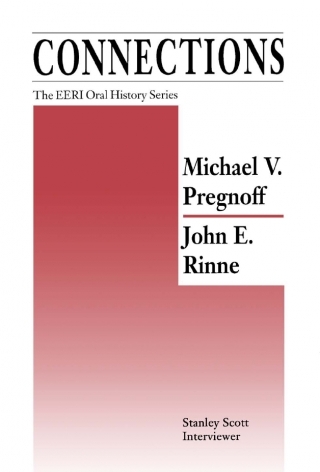 CONNECTIONS
The EERI Oral History Series
Michael V.
Pregnoff
John E.
Rinne
Stanley Scott
Interviewer